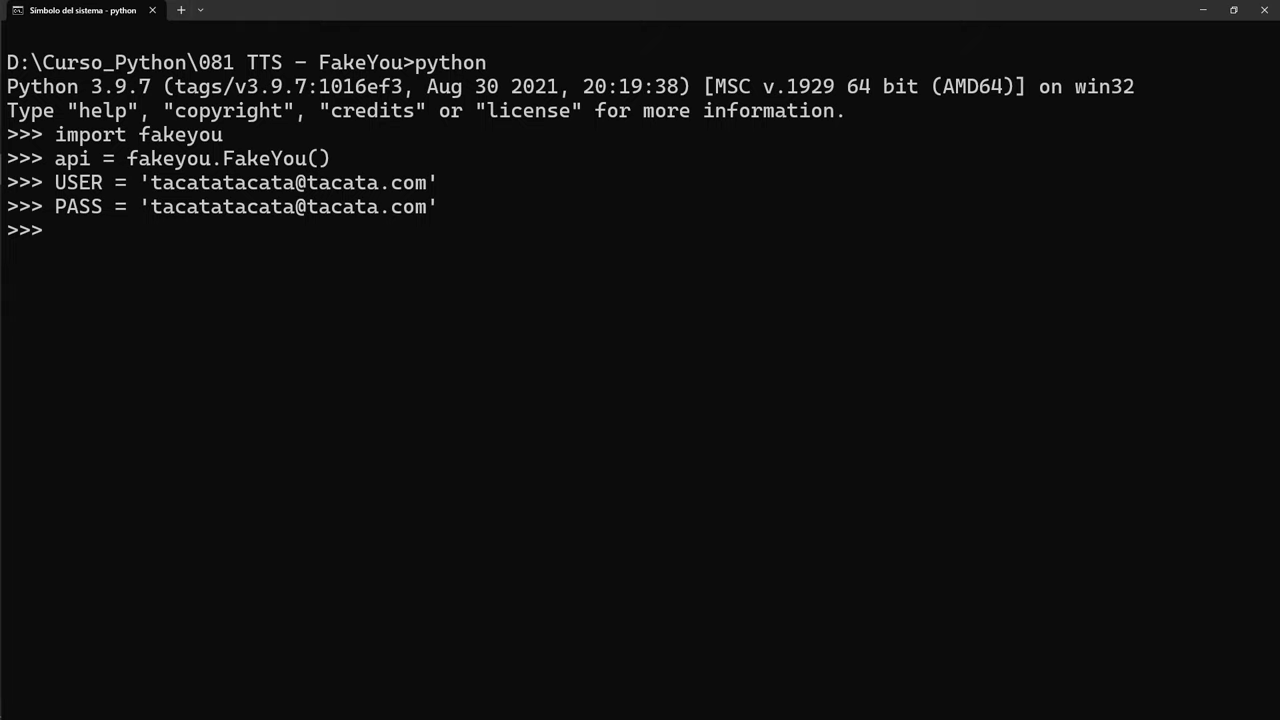 Símbolo del sistema - python
D:\Curso_Python\081 TTS - FakeYou>python
Python 3.9.7 (tags/v3.9.7:1016ef3, Aug 30 2021, 20:19:38) [MSC v.1929 64 bit (AMD64)] on win32
Type "help", "copyright", "credits" or "license" for more information.
>>> import fakeyou
>>> api = fakeyou.FakeYou()
>>> USER = 'tacatatacata@tacata.com'
>>> PASS = 'tacatatacata@tacata.com'
>>>